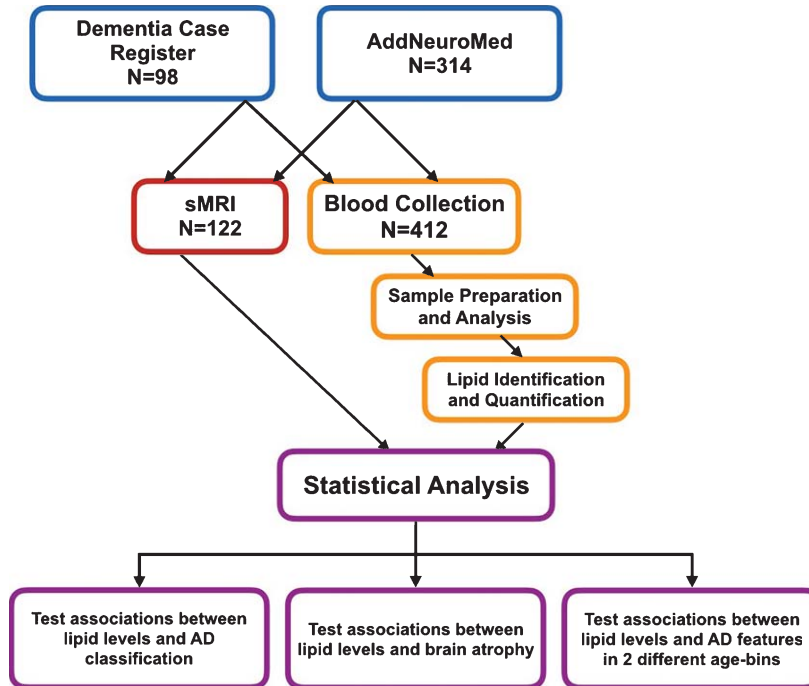 Dementia Case
Register
N=98
AddNeuroMed
N=314
sMRI
N=122
Blood Collection
N=412
Sample Preparation
and Analysis
Lipid Identification
and Quantification
Statistical Analysis
Test associations between
lipid levels and AD
classification
Test associations between
lipid levels and brain atrophy
Test associations between
lipid levels and AD features
in 2 different age-bins